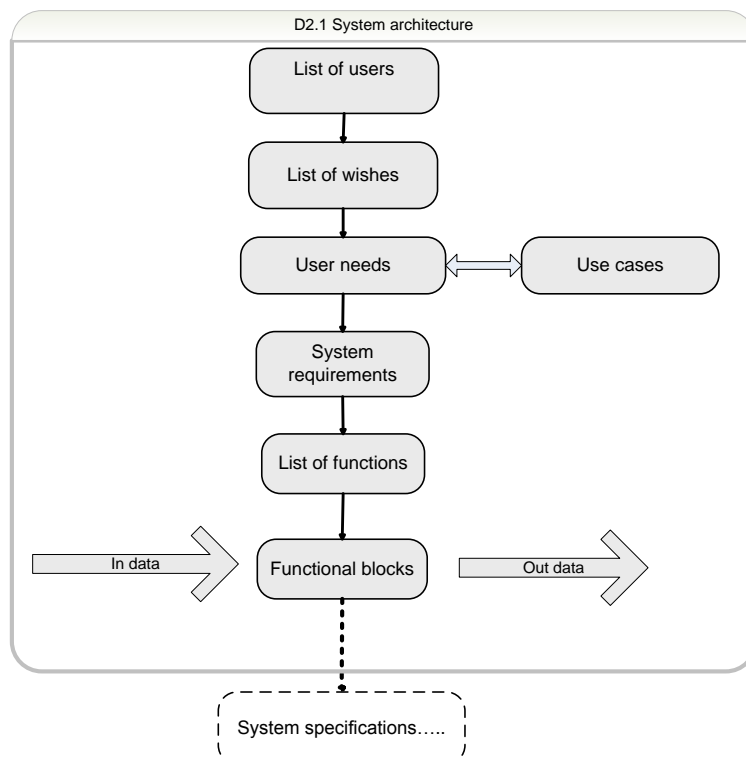 D2.1 System architecture
List of users
List of wishes
User needs
Use cases
System
requirements
List of functions
In data
Functional blocks
Out data
System specifications…..